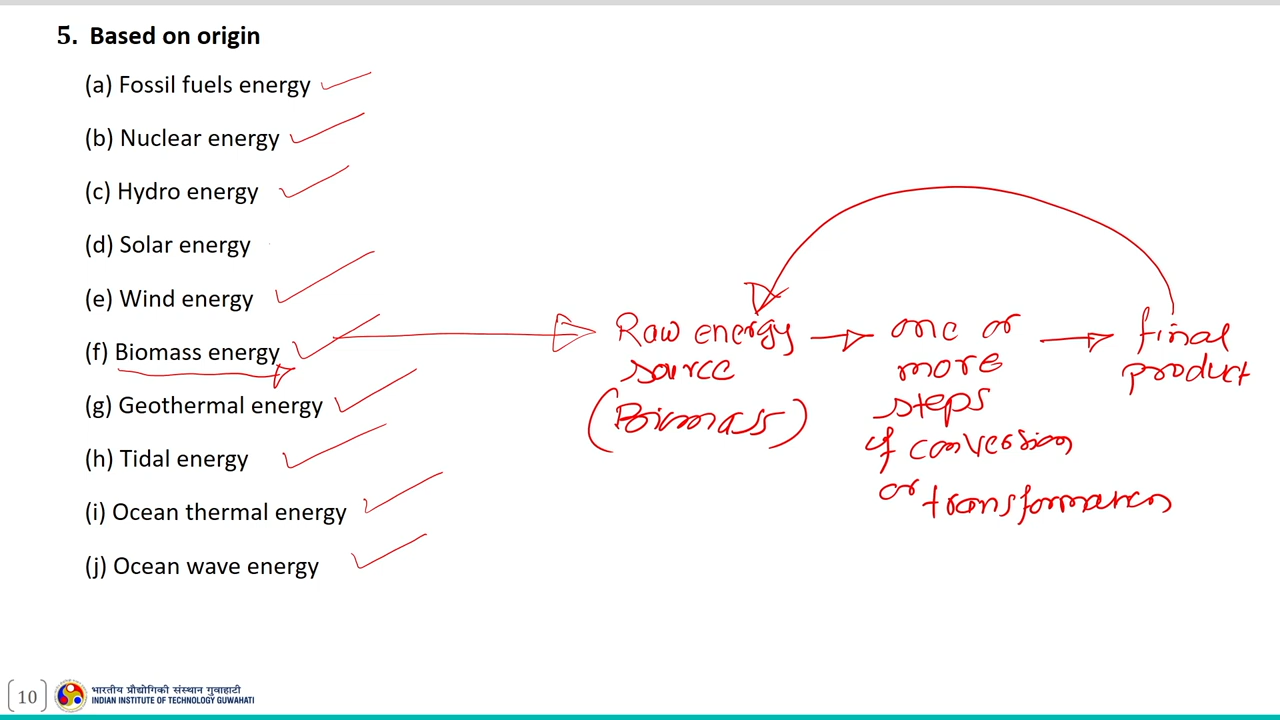 5. Based on origin
(a) Fossil fuels energy
(b) Nuclear energy
(c) Hydro energy
(d) Solar energy
(e) Wind energy
(f) Biomass energy
(g) Geothermal energy
(h) Tidal energy
(i) Ocean thermal energy
(j) Ocean wave energy
Raw energy
source
(Biomass)
one or
more
steps
of conversion
or transformation
final
product
10
भारतीय प्रौद्योगिकी संस्थान गुवाहाटी
INDIAN INSTITUTE OF TECHNOLOGY GUWAHATI